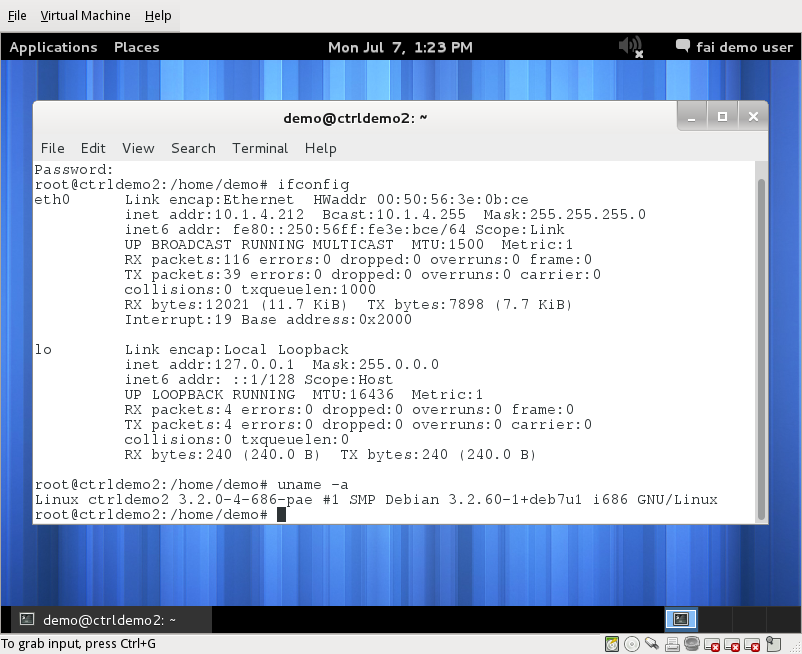 File Virtual Machine Help
Applications Places Mon Jul 7, 1:23 PM fai demo user
demo@ctrldemo2: ~
File Edit View Search Terminal Help
Password:
root@ctrldemo2:/home/demo# ifconfig
eth0      Link encap:Ethernet  HWaddr 00:50:56:3e:0b:ce
          inet addr:10.1.4.212  Bcast:10.1.4.255  Mask:255.255.255.0
          inet6 addr: fe80::250:56ff:fe3e:bce/64 Scope:Link
          UP BROADCAST RUNNING MULTICAST  MTU:1500  Metric:1
          RX packets:116 errors:0 dropped:0 overruns:0 frame:0
          TX packets:39 errors:0 dropped:0 overruns:0 carrier:0
          collisions:0 txqueuelen:1000
          RX bytes:12021 (11.7 KiB)  TX bytes:7898 (7.7 KiB)
          Interrupt:19 Base address:0x2000

lo        Link encap:Local Loopback
          inet addr:127.0.0.1  Mask:255.0.0.0
          inet6 addr: ::1/128 Scope:Host
          UP LOOPBACK RUNNING  MTU:16436  Metric:1
          RX packets:4 errors:0 dropped:0 overruns:0 frame:0
          TX packets:4 errors:0 dropped:0 overruns:0 carrier:0
          collisions:0 txqueuelen:0
          RX bytes:240 (240.0 B)  TX bytes:240 (240.0 B)

root@ctrldemo2:/home/demo# uname -a
Linux ctrldemo2 3.2.0-4-686-pae #1 SMP Debian 3.2.60-1+deb7u1 i686 GNU/Linux
root@ctrldemo2:/home/demo#
demo@ctrldemo2: ~
To grab input, press Ctrl+G